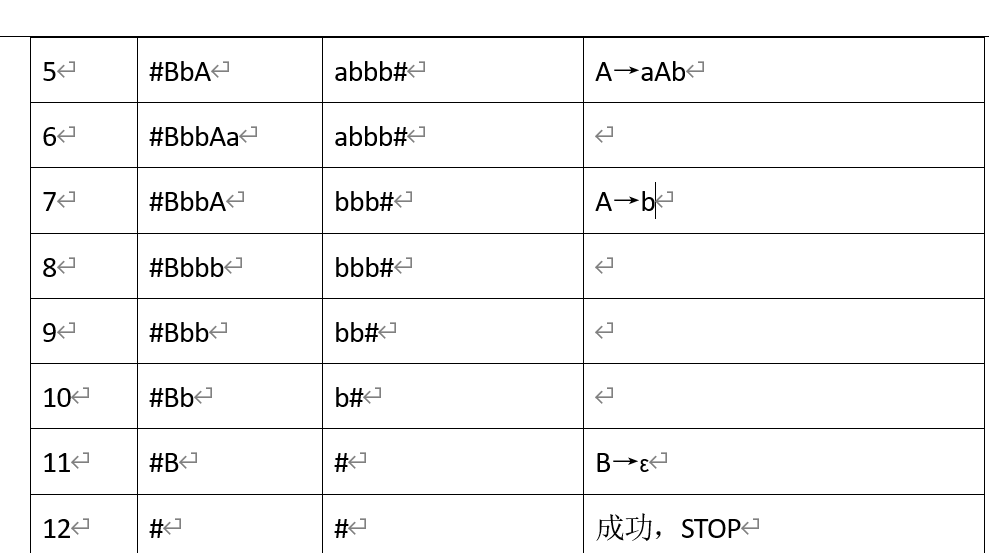 5 #BbA abbb# A→aAb
6 #BbbAa abbb#
7 #BbbA bbb# A→b
8 #Bbbb bbb#
9 #Bbb bb#
10 #Bb b#
11 #B # B→ε
12 # # 成功，STOP